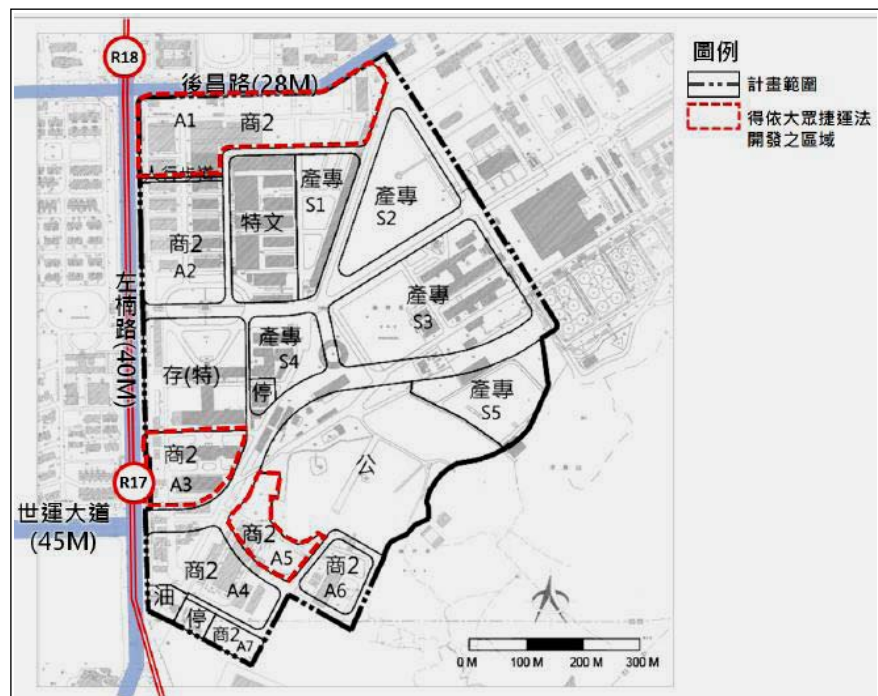 R18
後昌路(28M)
A1
商2
人行步道
商2
A2
特文
產專
S1
產專
S2
產專
S3
產專
S4
停
存(特)
左楠路(40M)
產專
S5
公
商2
A3
R17
世運大道
(45M)
商2
A5
商2
A4
商2
A6
油
停
商2
A7
圖例
計畫範圍
得依大眾捷運法
開發之區域
0 M 100 M 200 M 300 M